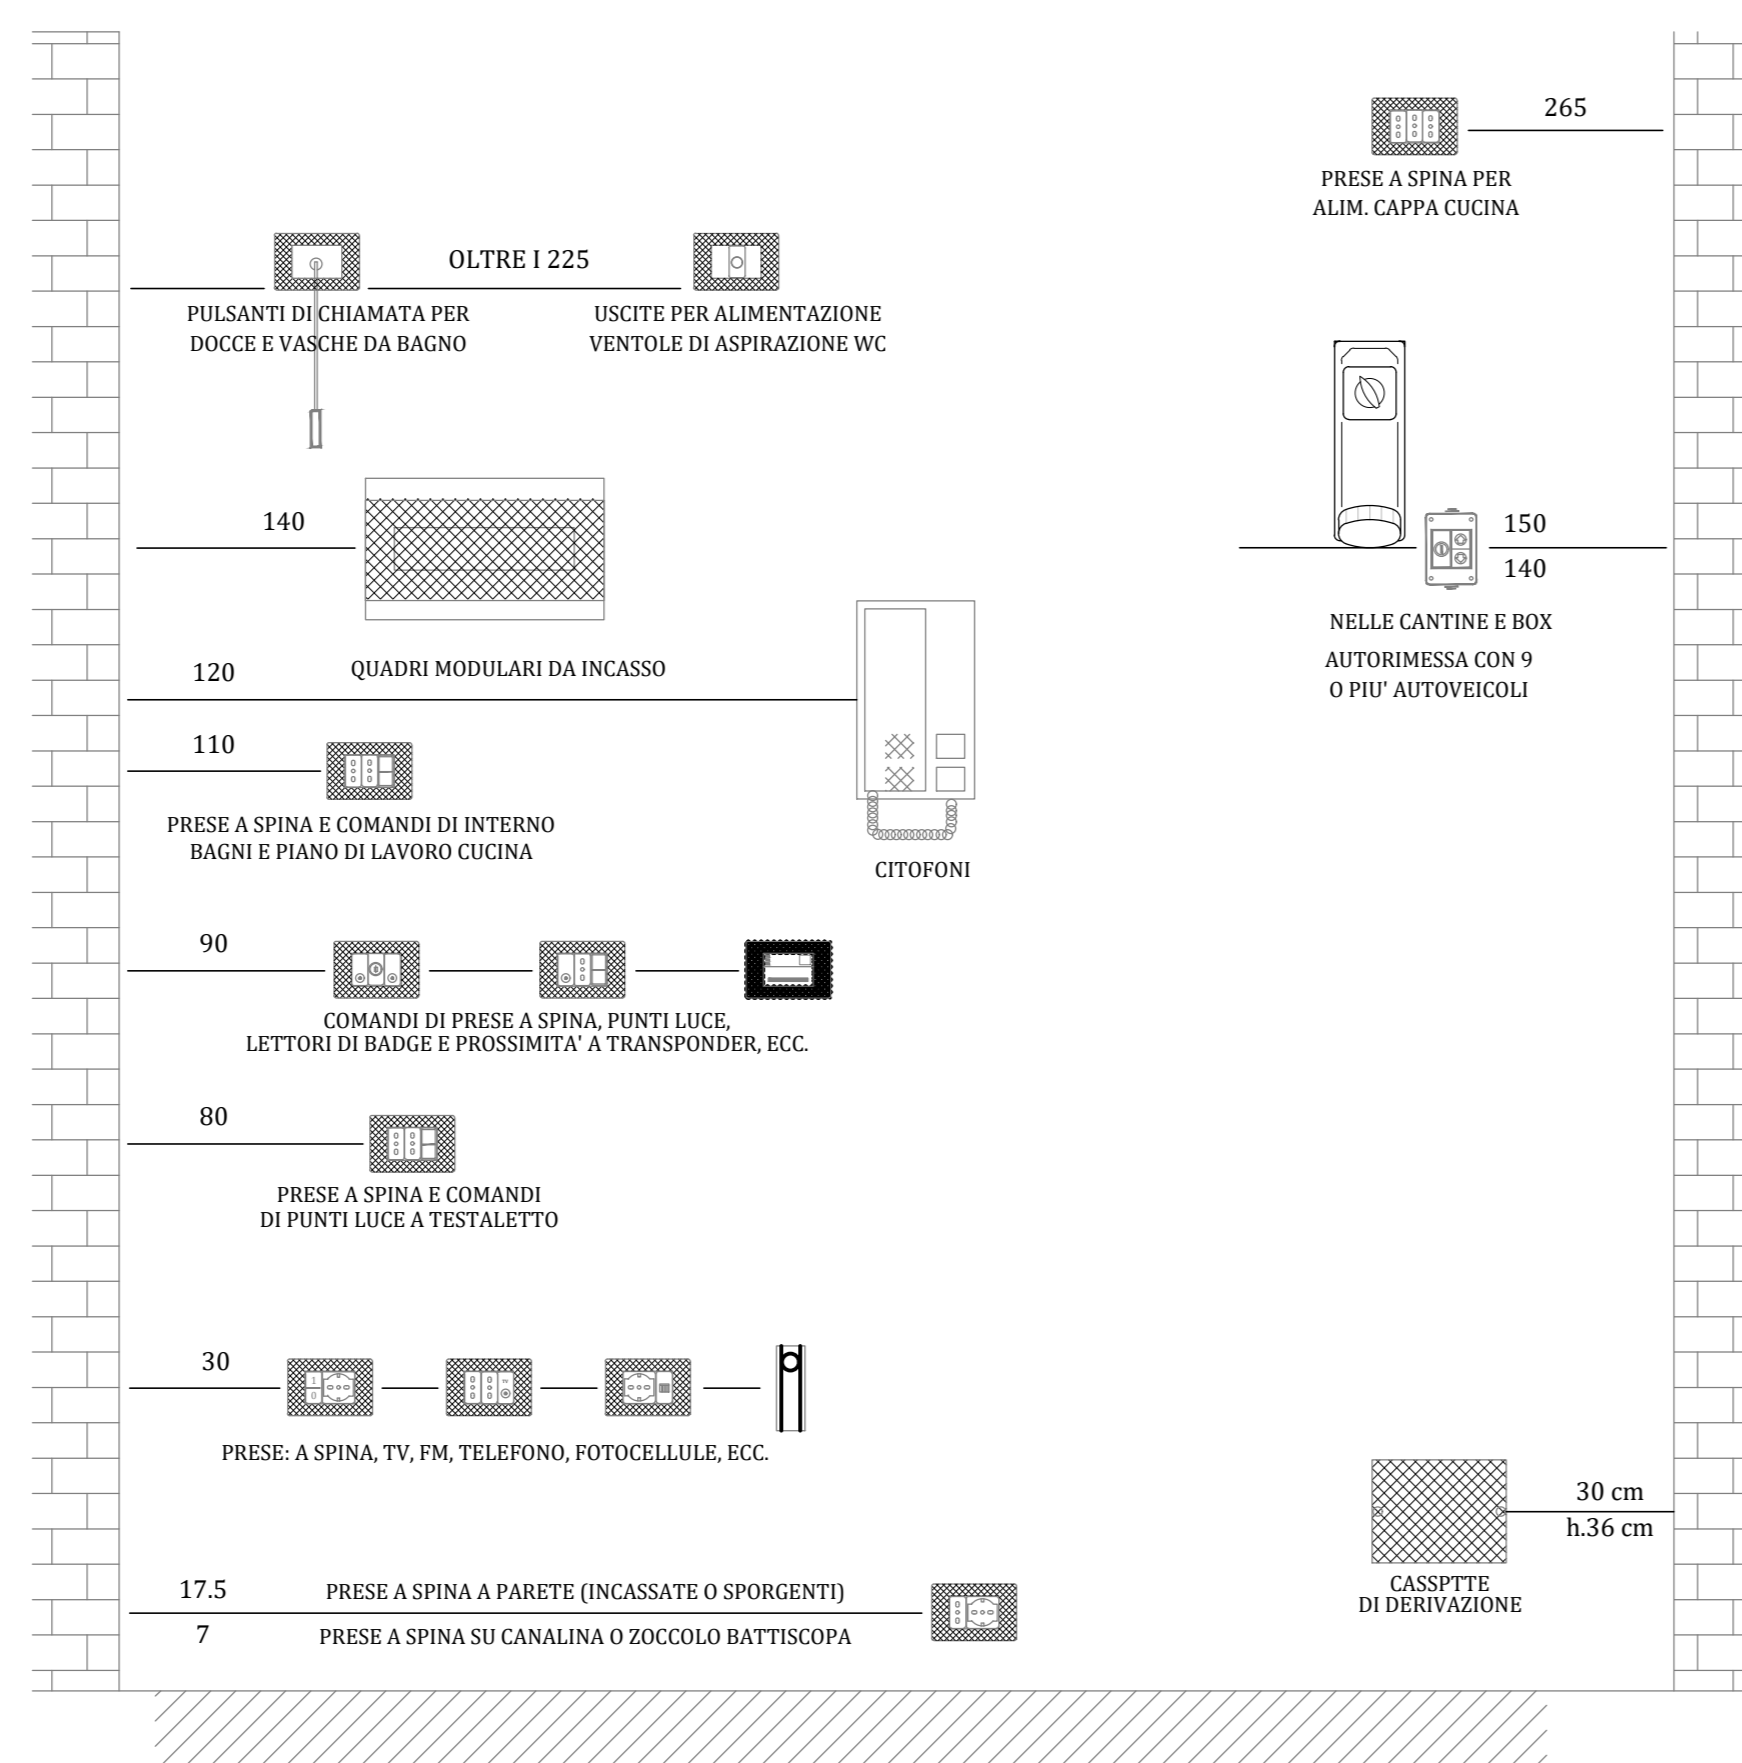 265
PRESE A SPINA PER
ALIM. CAPPA CUCINA
OLTRE I 225
PULSANTI DI CHIAMATA PER
DOCCE E VASCHE DA BAGNO
USCITE PER ALIMENTAZIONE
VENTOLE DI ASPIRAZIONE WC
140
QUADRI MODULARI DA INCASSO
150
140
NELLE CANTINE E BOX
AUTORIMESSA CON 9
O PIU' AUTOVEICOLI
120
CITOFONI
110
PRESE A SPINA E COMANDI DI INTERNO
BAGNI E PIANO DI LAVORO CUCINA
90
COMANDI DI PRESE A SPINA, PUNTI LUCE,
LETTORI DI BADGE E PROSSIMITA' A TRANSPONDER, ECC.
80
PRESE A SPINA E COMANDI
DI PUNTI LUCE A TESTALETTO
30
1
0
TV
PRESE: A SPINA, TV, FM, TELEFONO, FOTOCELLULE, ECC.
30 cm
h.36 cm
CASSPTTE
DI DERIVAZIONE
17.5
PRESE A SPINA A PARETE (INCASSATE O SPORGENTI)
7
PRESE A SPINA SU CANALINA O ZOCCOLO BATTISCOPA